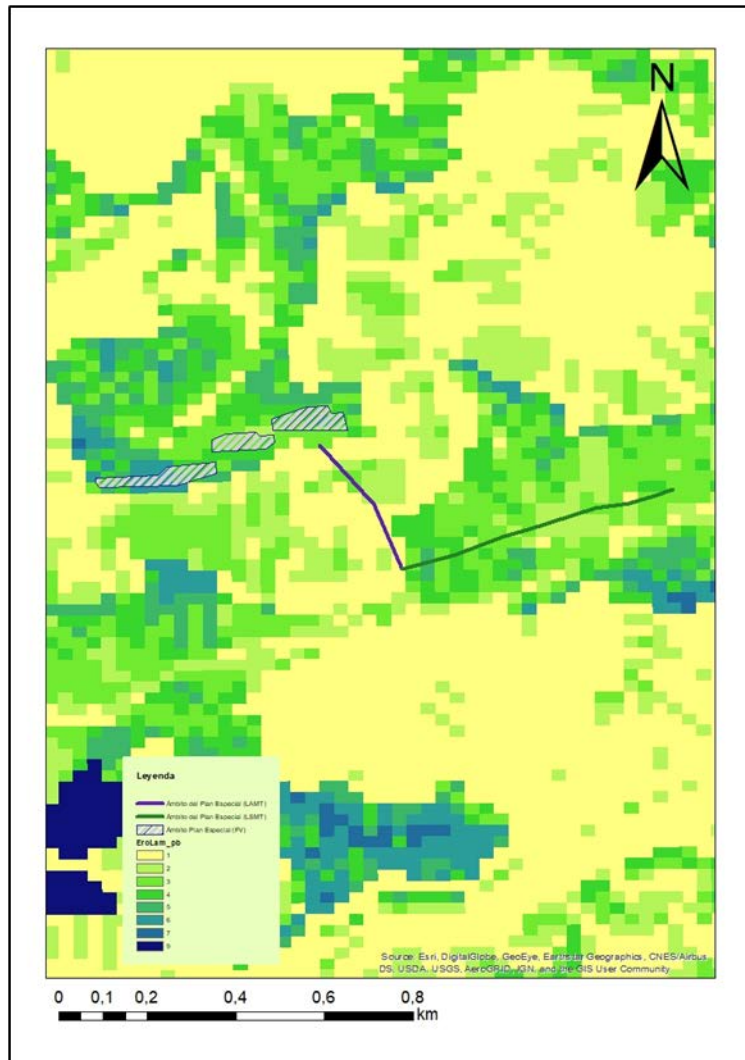 N
Leyenda
Ámbito del Plan Especial (LAMT)
Ámbito del Plan Especial (LSMT)
Ámbito Plan Especial (FV)
EroLam_pb
1
2
3
4
5
6
7
9
Source: Esri, DigitalGlobe, GeoEye, Earthstar Geographics, CNES/Airbus
DS, USDA, USGS, AeroGRID, IGN, and the GIS User Community
0 0,1 0,2 0,4 0,6 0,8
km